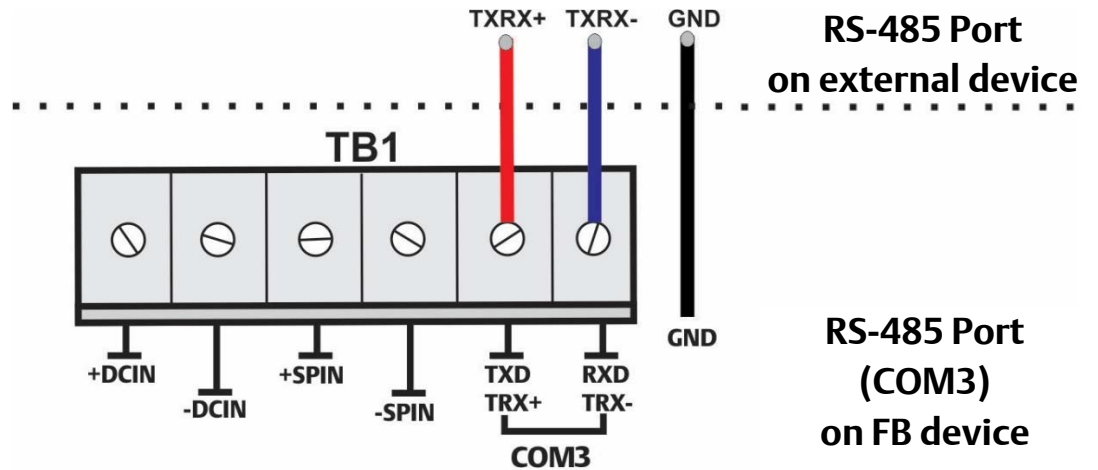 TXRX+ TXRX- GND
RS-485 Port
on external device
TB1
GND
+DCIN
-DCIN
+SPIN
-SPIN
TXD RXD
TRX+ TRX-
COM3
RS-485 Port
(COM3)
on FB device